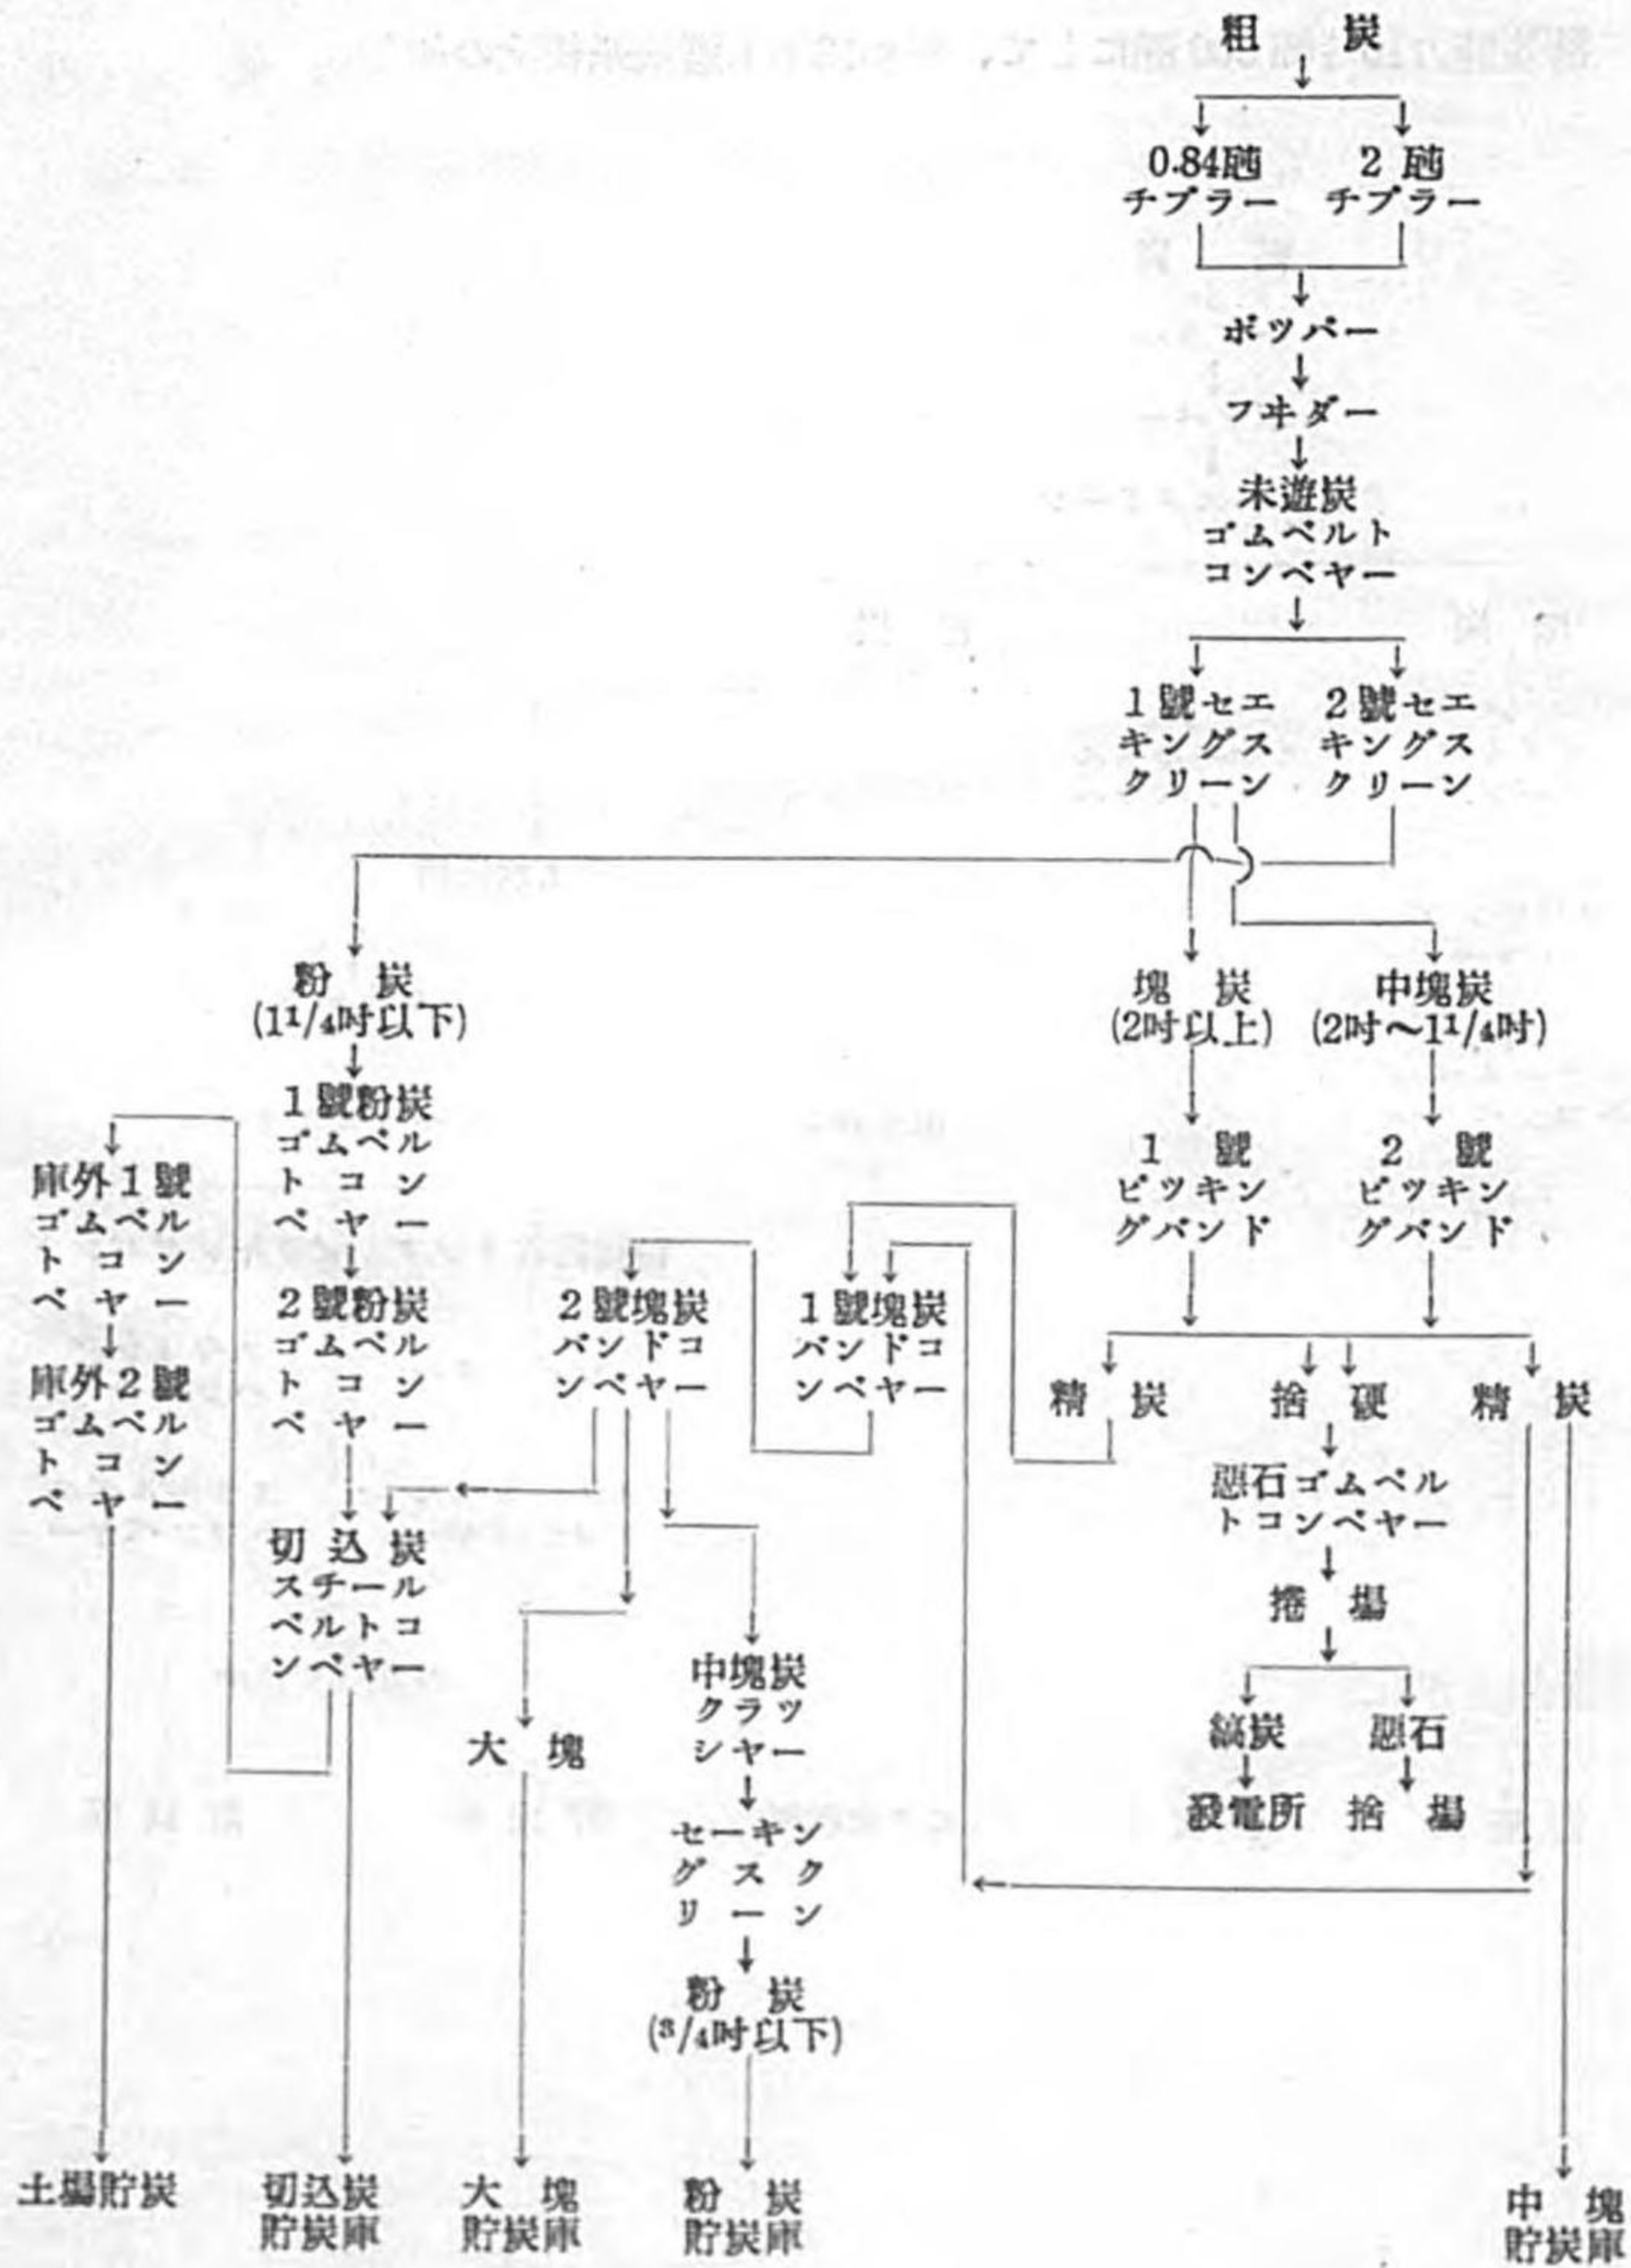 粗 炭
0.84瓲 2 瓲
チプラー チプラー
ボツパー
フヰダー
未遊炭
ゴムベルト
コンベヤー
1號セエ 2號セエ
キングス キングス
クリーン クリーン
粉 炭
(1 1/4吋以下)
塊 炭 中塊炭
(2吋以上) (2吋～1 1/4吋)
1 號 2 號
ピツキン ピツキン
グバンド グバンド
精 炭 捨 硬 精 炭
惡石ゴムベル
トコンベヤー
捲 場
縞炭 惡石
發電所 捨 場
1號塊炭
バンドコ
ンベヤー
2號塊炭
バンドコ
ンベヤー
1號粉炭
ゴムベル
トコン
ベヤー
2號粉炭
ゴムベル
トコン
ベヤー
切込炭
スチール
ベルトコ
ンベヤー
庫外1號
ゴムベル
トコン
ベヤー
庫外2號
ゴムベル
トコン
ベヤー
大 塊
中塊炭
クラツ
シヤー
セーキン
グスク
リーン
粉 炭
(3/4吋以下)
土場貯炭
切込炭
貯炭庫
大 塊
貯炭庫
粉 炭
貯炭庫
中 塊
貯炭庫